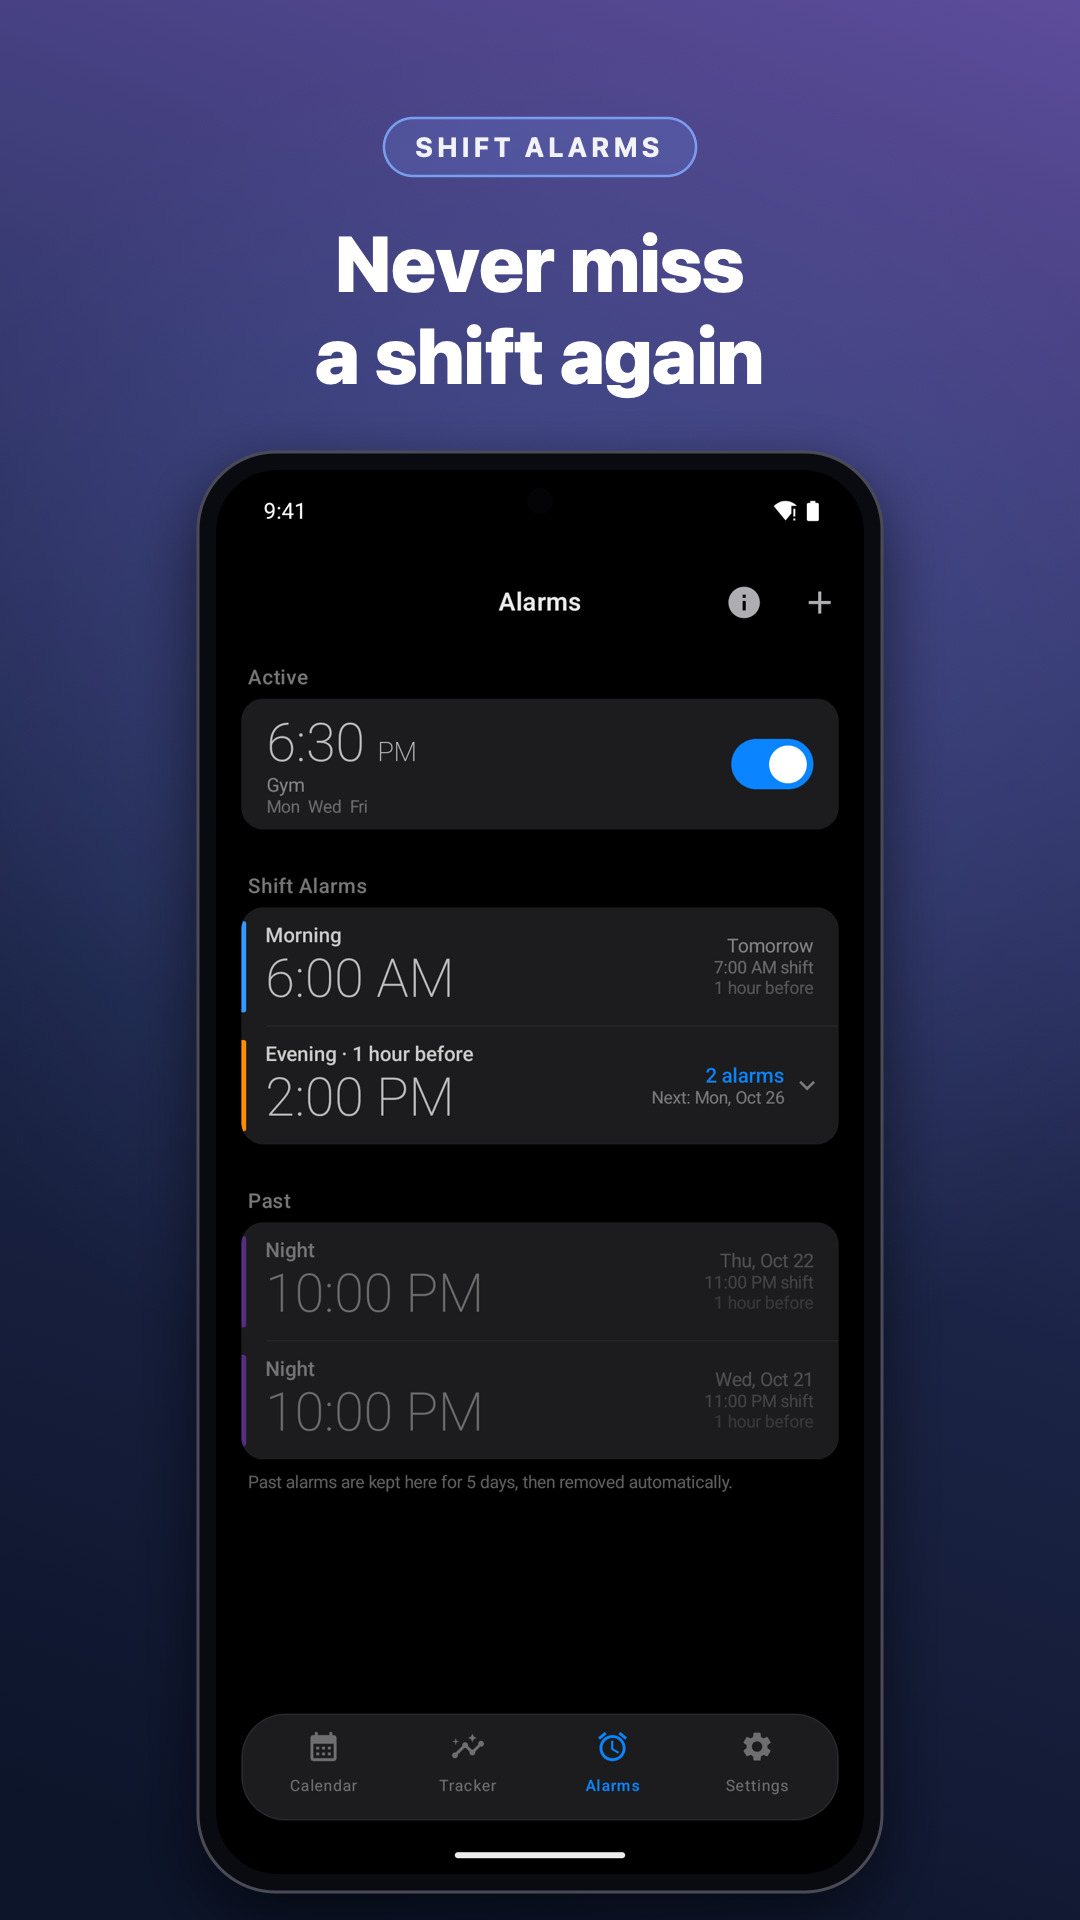 SHIFT ALARMS
Never miss
a shift again
9:41
Alarms
Active
6:30 PM
Gym
Mon Wed Fri
Shift Alarms
Morning
6:00 AM
Tomorrow
7:00 AM shift
1 hour before
Evening · 1 hour before
2:00 PM
2 alarms
Next: Mon, Oct 26
Past
Night
10:00 PM
Thu, Oct 22
11:00 PM shift
1 hour before
Night
10:00 PM
Wed, Oct 21
11:00 PM shift
1 hour before
Past alarms are kept here for 5 days, then removed automatically.
Calendar
Tracker
Alarms
Settings